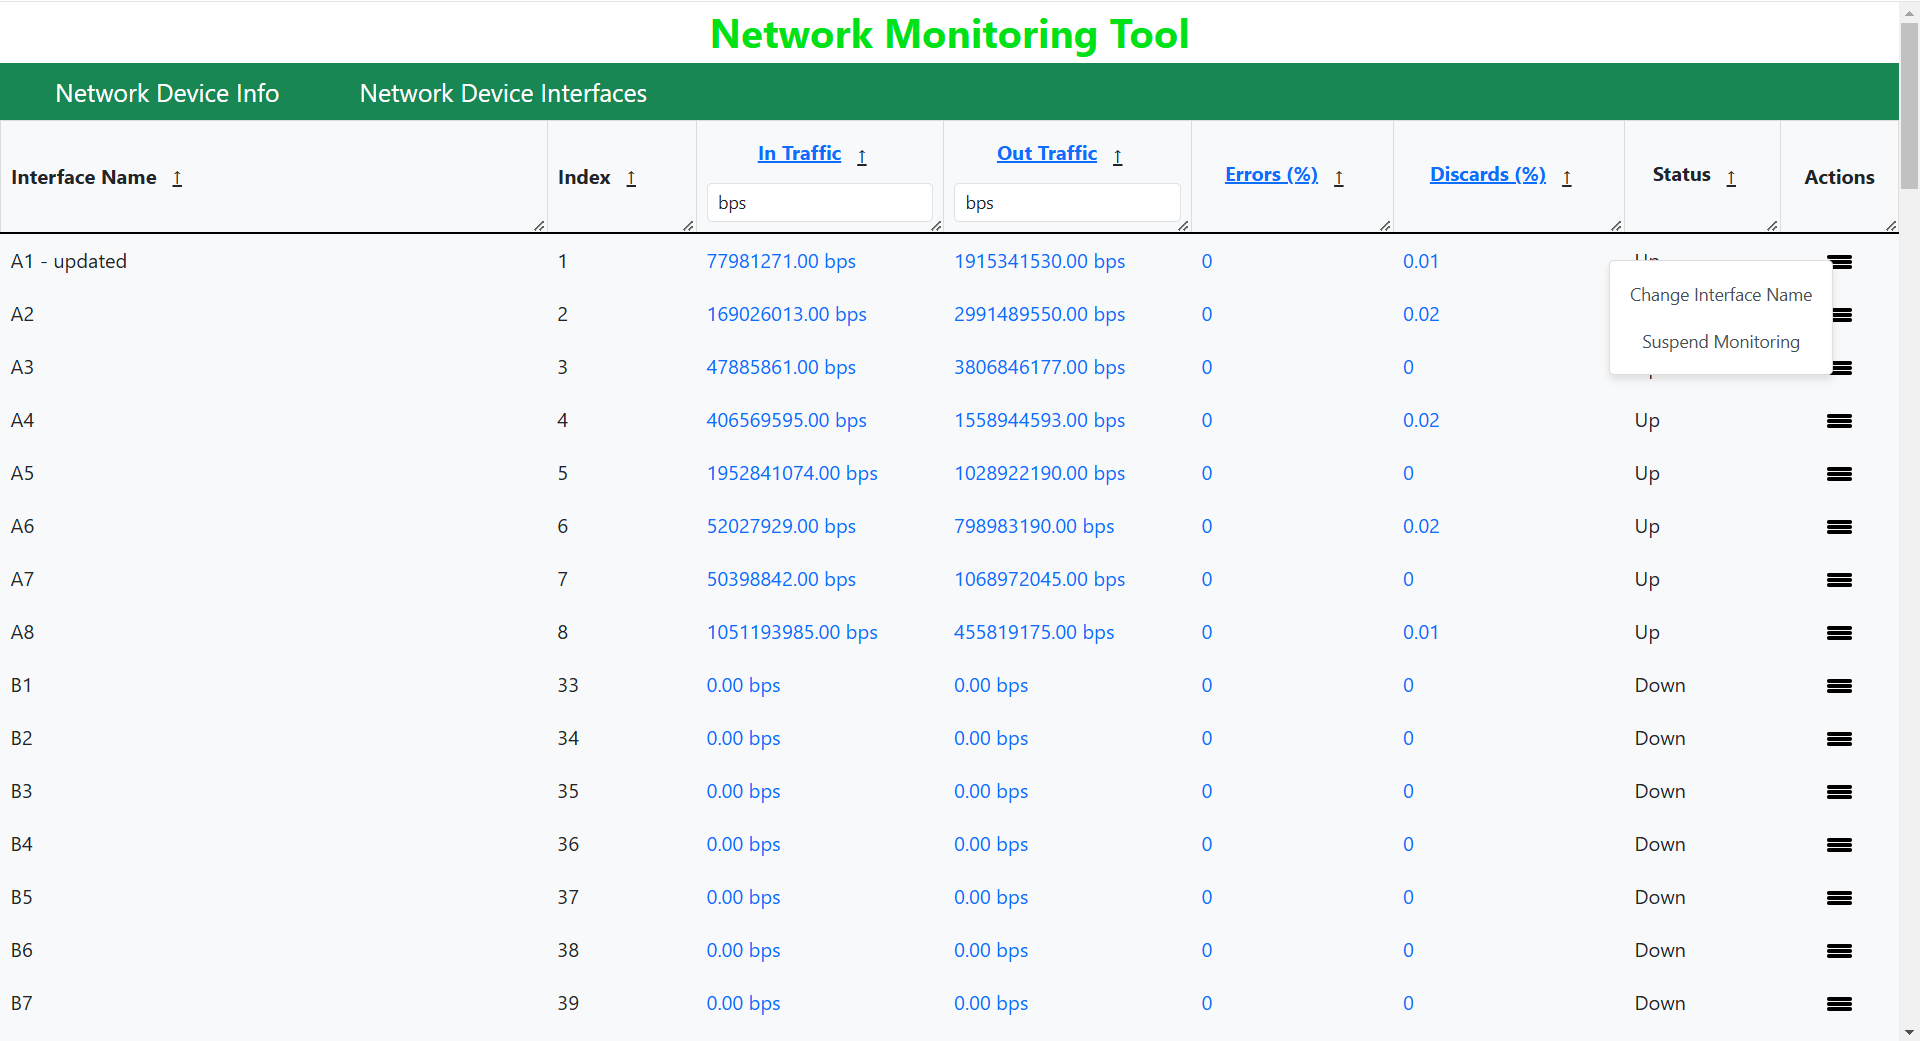 Network Monitoring Tool
Network Device Info Network Device Interfaces
Interface Name ↑ Index ↑ In Traffic ↑ Out Traffic ↑ Errors (%) ↑ Discards (%) ↑ Status ↑ Actions
bps bps
A1 - updated 1 77981271.00 bps 1915341530.00 bps 0 0.01
Change Interface Name
A2 2 169026013.00 bps 2991489550.00 bps 0 0.02
Suspend Monitoring
A3 3 47885861.00 bps 3806846177.00 bps 0 0
A4 4 406569595.00 bps 1558944593.00 bps 0 0.02 Up
A5 5 1952841074.00 bps 1028922190.00 bps 0 0 Up
A6 6 52027929.00 bps 798983190.00 bps 0 0.02 Up
A7 7 50398842.00 bps 1068972045.00 bps 0 0 Up
A8 8 1051193985.00 bps 455819175.00 bps 0 0.01 Up
B1 33 0.00 bps 0.00 bps 0 0 Down
B2 34 0.00 bps 0.00 bps 0 0 Down
B3 35 0.00 bps 0.00 bps 0 0 Down
B4 36 0.00 bps 0.00 bps 0 0 Down
B5 37 0.00 bps 0.00 bps 0 0 Down
B6 38 0.00 bps 0.00 bps 0 0 Down
B7 39 0.00 bps 0.00 bps 0 0 Down